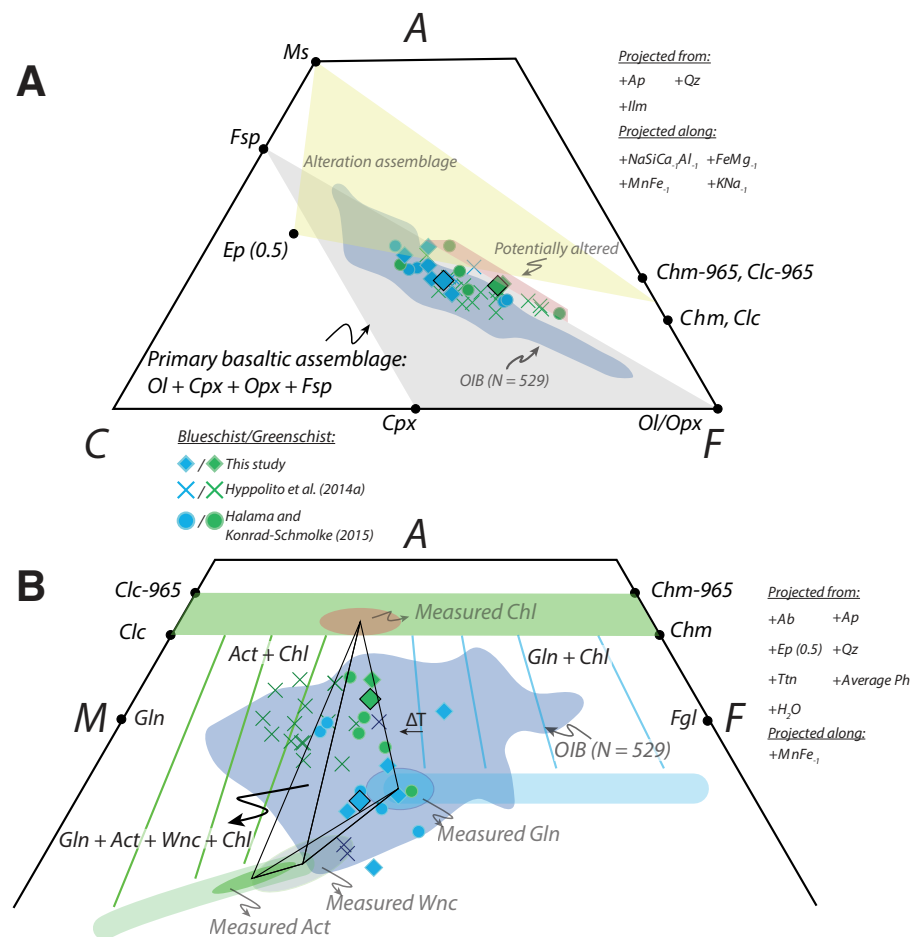 A
A
Ms
Fsp
Ep (0.5)
Alteration assemblage
Potentially altered
Projected from:
+Ap +Qz
+Ilm
Projected along:
+NaSiCa-1Al-1 +FeMg-1
+MnFe-1 +KNa-1
Chm-965, Clc-965
Chm, Clc
Primary basaltic assemblage:
Ol + Cpx + Opx + Fsp
OIB (N = 529)
C
Cpx
Ol/Opx
F
Blueschist/Greenschist:
/ This study
/ Hyppolito et al. (2014a)
/ Halama and
Konrad-Schmolke (2015)
B
A
Clc-965
Chm-965
Measured Chl
Clc
Chm
Act + Chl
Gln + Chl
M
Gln
ΔT
OIB (N = 529)
Fgl
F
Projected from:
+Ab +Ap
+Ep (0.5) +Qz
+Ttn +Average Ph
+H2O
Projected along:
+MnFe-1
Gln + Act + Wnc + Chl
Measured Gln
Measured Wnc
Measured Act